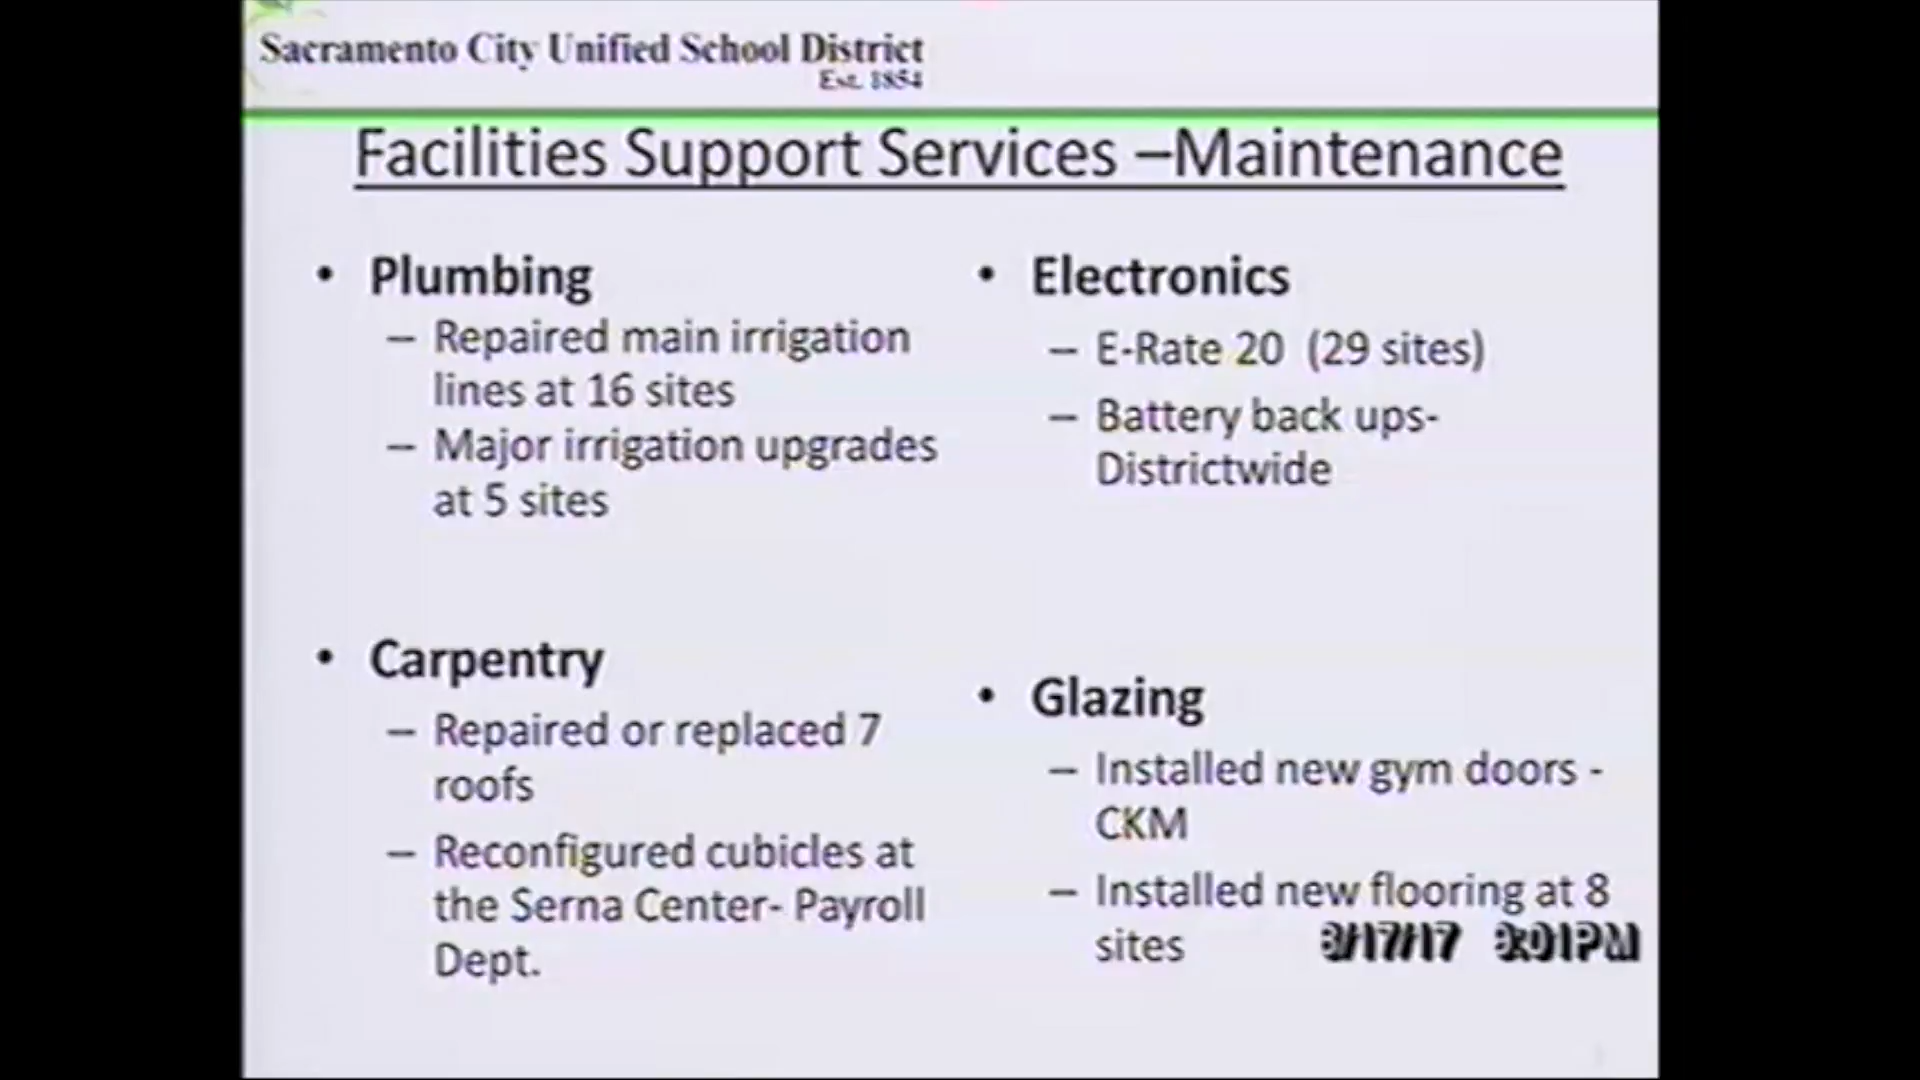 Sacramento City Unified School District
Est. 1854
Facilities Support Services –Maintenance
• Plumbing
– Repaired main irrigation
lines at 16 sites
– Major irrigation upgrades
at 5 sites
• Carpentry
– Repaired or replaced 7
roofs
– Reconfigured cubicles at
the Serna Center- Payroll
Dept.
• Electronics
– E-Rate 20 (29 sites)
– Battery back ups-
Districtwide
• Glazing
– Installed new gym doors -
CKM
– Installed new flooring at 8
sites